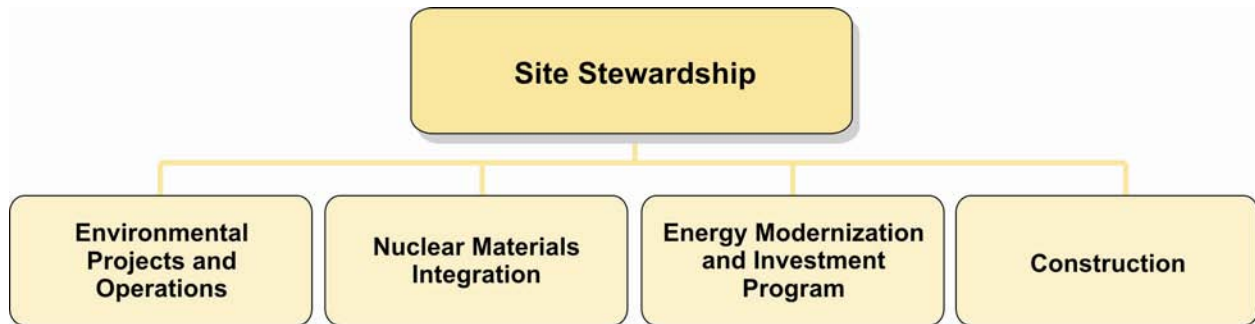 Site Stewardship
Environmental
Projects and
Operations
Nuclear Materials
Integration
Energy Modernization
and Investment
Program
Construction